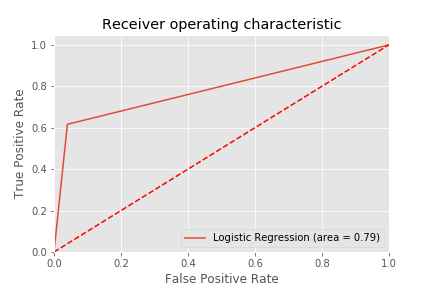 Receiver operating characteristic
1.0
0.8
0.6
0.4
0.2
0.0
True Positive Rate
0.0 0.2 0.4 0.6 0.8 1.0
False Positive Rate
Logistic Regression (area = 0.79)